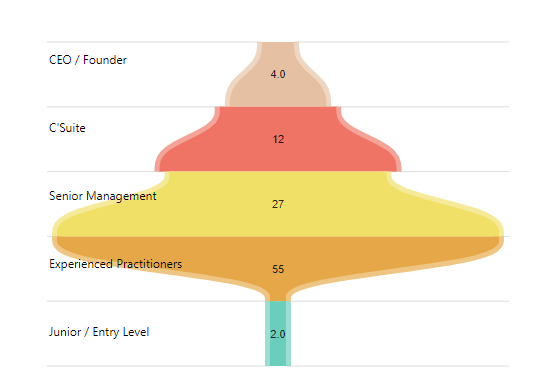 CEO / Founder
4.0
C'Suite
12
Senior Management
27
Experienced Practitioners
55
Junior / Entry Level
2.0